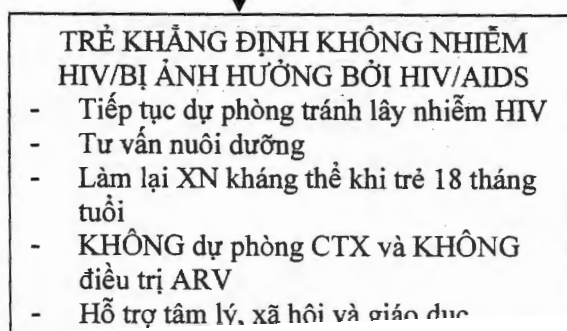 TRẺ KHẲNG ĐỊNH KHÔNG NHIỄM
HIV/BỊ ẢNH HƯỞNG BỞI HIV/AIDS
- Tiếp tục dự phòng tránh lây nhiễm HIV
- Tư vấn nuôi dưỡng
- Làm lại XN kháng thể khi trẻ 18 tháng
tuổi
- KHÔNG dự phòng CTX và KHÔNG
điều trị ARV
- Hỗ trợ tâm lý, xã hội và giáo dục